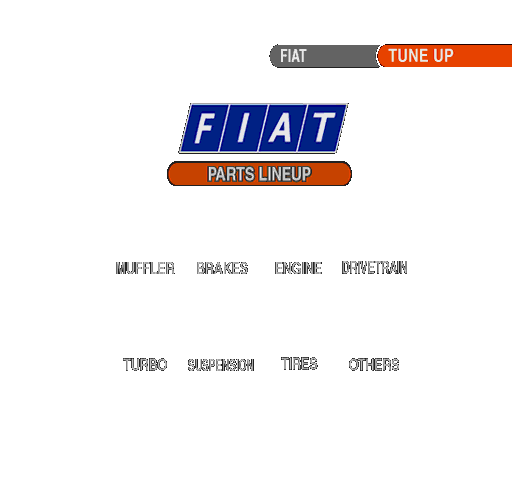 FIAT TUNE UP
FIAT
PARTS LINEUP
MUFFLER BRAKES ENGINE DRIVETRAIN
TURBO SUSPENSION TIRES OTHERS